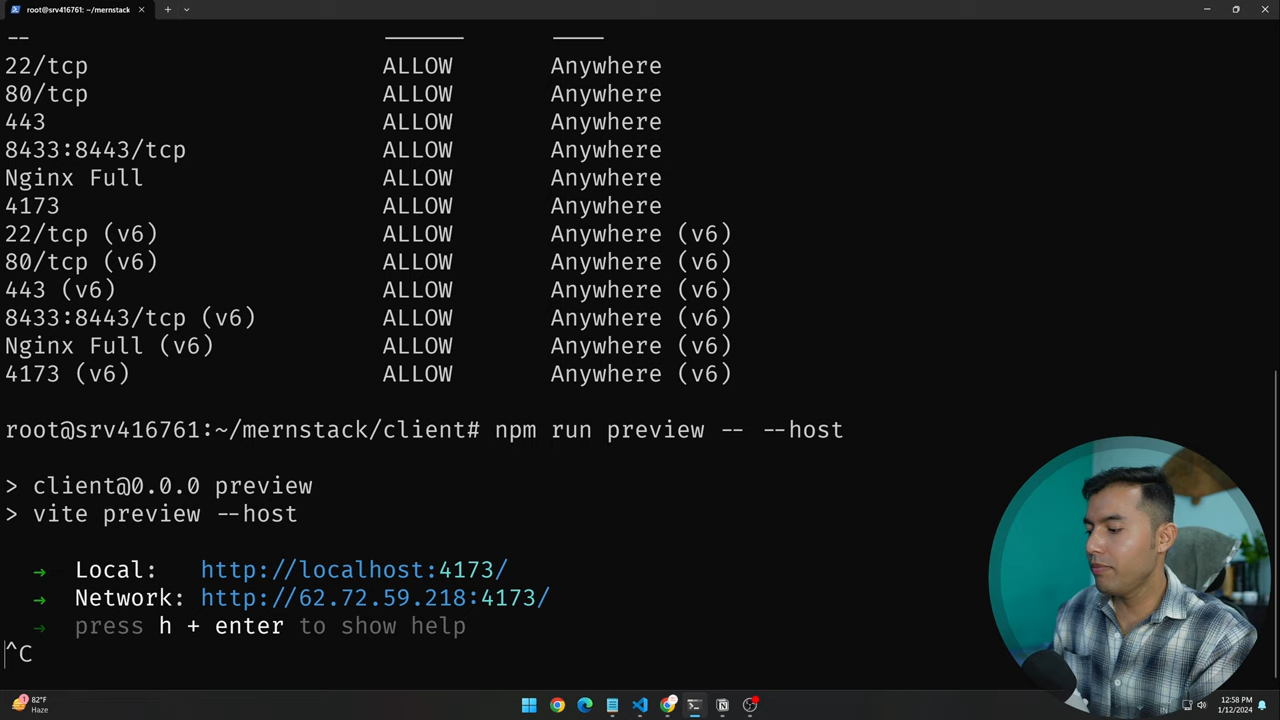 root@srv416761: ~/mernstack
--
22/tcp ALLOW Anywhere
80/tcp ALLOW Anywhere
443 ALLOW Anywhere
8433:8443/tcp ALLOW Anywhere
Nginx Full ALLOW Anywhere
4173 ALLOW Anywhere
22/tcp (v6) ALLOW Anywhere (v6)
80/tcp (v6) ALLOW Anywhere (v6)
443 (v6) ALLOW Anywhere (v6)
8433:8443/tcp (v6) ALLOW Anywhere (v6)
Nginx Full (v6) ALLOW Anywhere (v6)
4173 (v6) ALLOW Anywhere (v6)
root@srv416761:~/mernstack/client# npm run preview -- --host
> client@0.0.0 preview
> vite preview --host
➜ Local: http://localhost:4173/
➜ Network: http://62.72.59.218:4173/
➜ press h + enter to show help
^C
1
82°F
Haze
IN
12:58 PM
1/12/2024